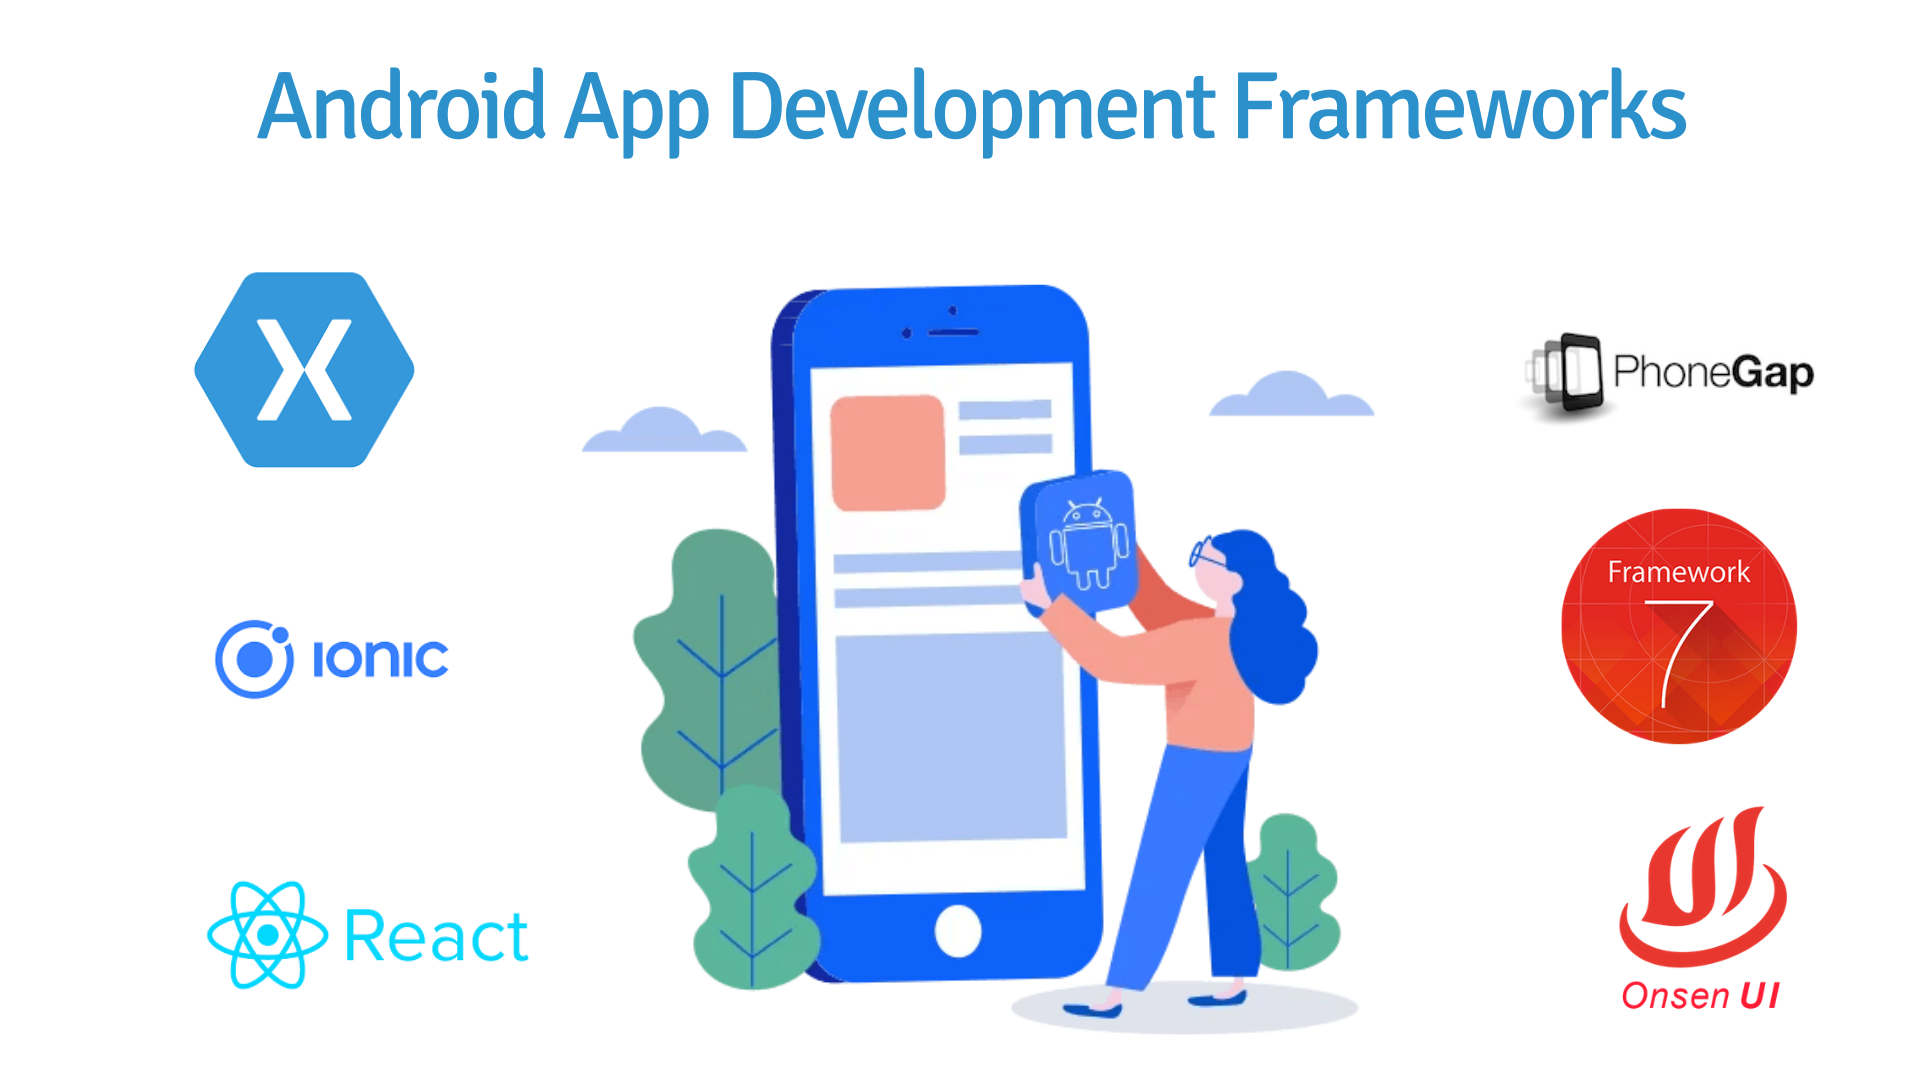 Android App Development Frameworks
X
PhoneGap
IONIC
Framework
7
React
Onsen UI